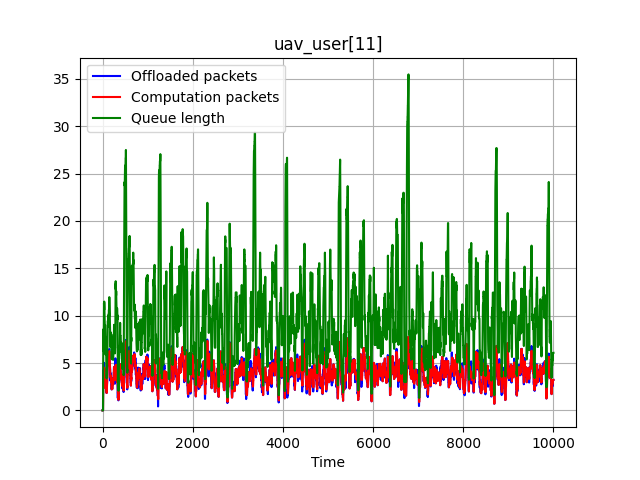 uav_user[11]
Offloaded packets
Computation packets
Queue length
35
30
25
20
15
10
5
0
0 2000 4000 6000 8000 10000
Time